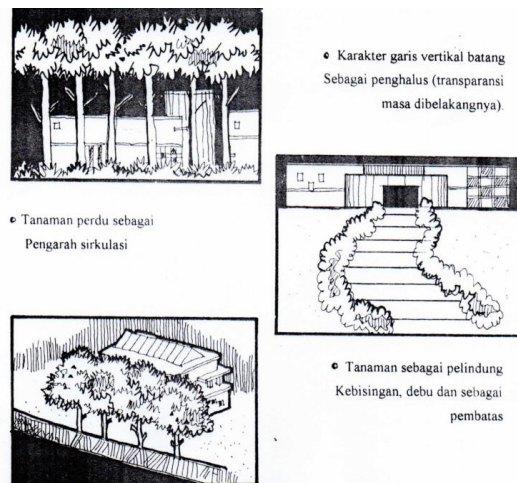 Karakter garis vertikal batang
Sebagai penghalus (transparansi
masa dibelakangnya).
Tanaman perdu sebagai
Pengarah sirkulasi
Tanaman sebagai pelindung
Kebisingan, debu dan sebagai
pembatas